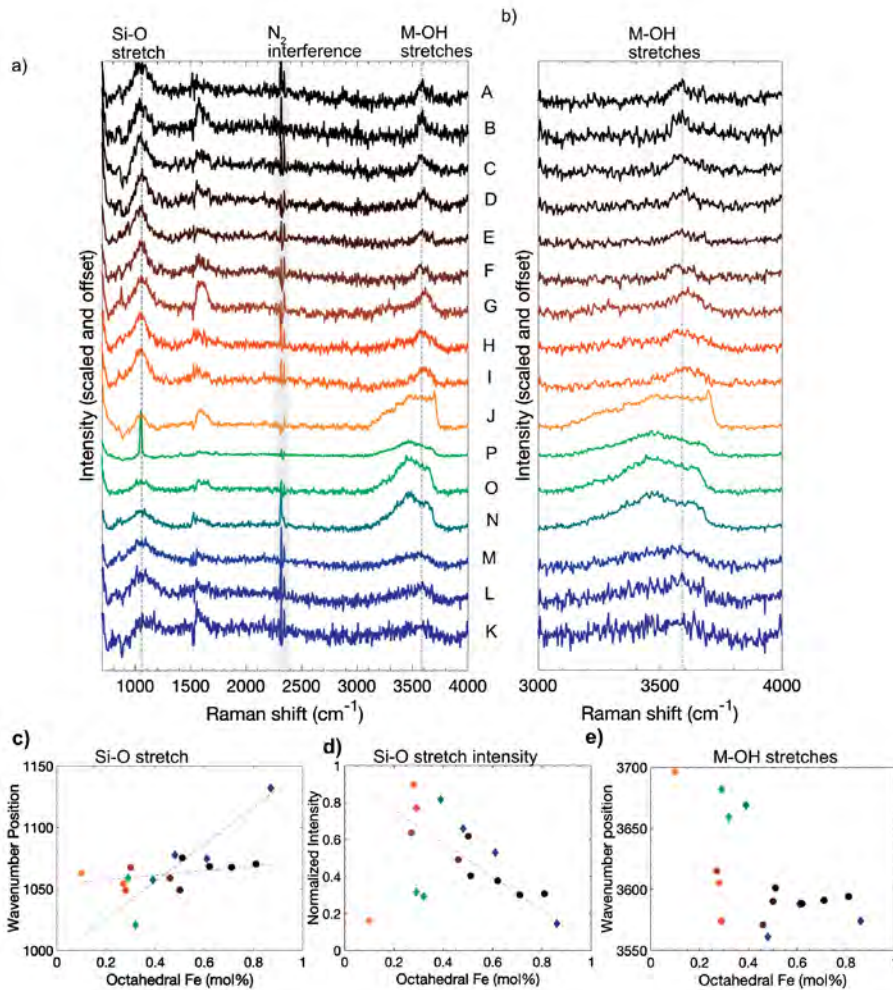 b)
Si-O
stretch
N2
interference
M-OH
stretches
M-OH
stretches
a)
A
B
C
D
E
F
G
H
I
J
P
O
N
M
L
K
Intensity (scaled and offset)
Intensity (scaled and offset)
1000 1500 2000 2500 3000 3500 4000
3000 3500 4000
Raman shift (cm-1)
Raman shift (cm-1)
c) Si-O stretch
d) Si-O stretch intensity
e) M-OH stretches
Wavenumber Position
1150
1100
1050
1000
0 0.2 0.4 0.6 0.8 1
Octahedral Fe (mol%)
Normalized Intensity
1
0.8
0.6
0.4
0.2
0
0 0.2 0.4 0.6 0.8 1
Octahedral Fe (mol%)
Wavenumber position
3700
3650
3600
3550
0 0.2 0.4 0.6 0.8 1
Octahedral Fe (mol%)